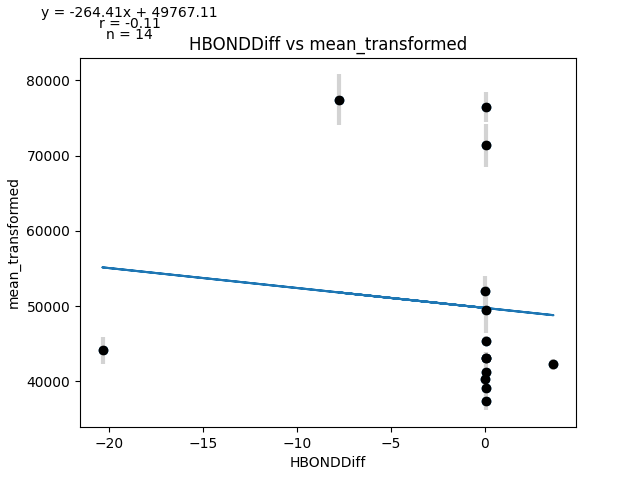 y = -264.41x + 49767.11
r = -0.11
n = 14
HBONDDiff vs mean_transformed
80000
70000
60000
50000
40000
mean_transformed
−20
−15
−10
−5
0
HBONDDiff